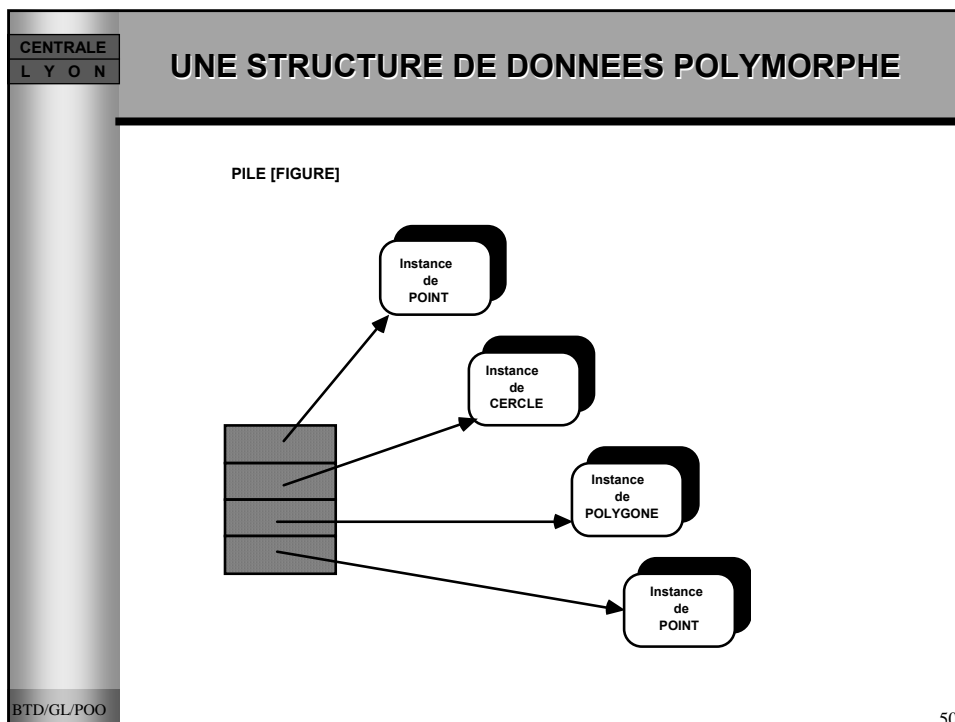 CENTRALE
L Y O N
UNE STRUCTURE DE DONNEES POLYMORPHE
PILE [FIGURE]
Instance
de
POINT
Instance
de
CERCLE
Instance
de
POLYGONE
Instance
de
POINT
BTD/GL/POO
50